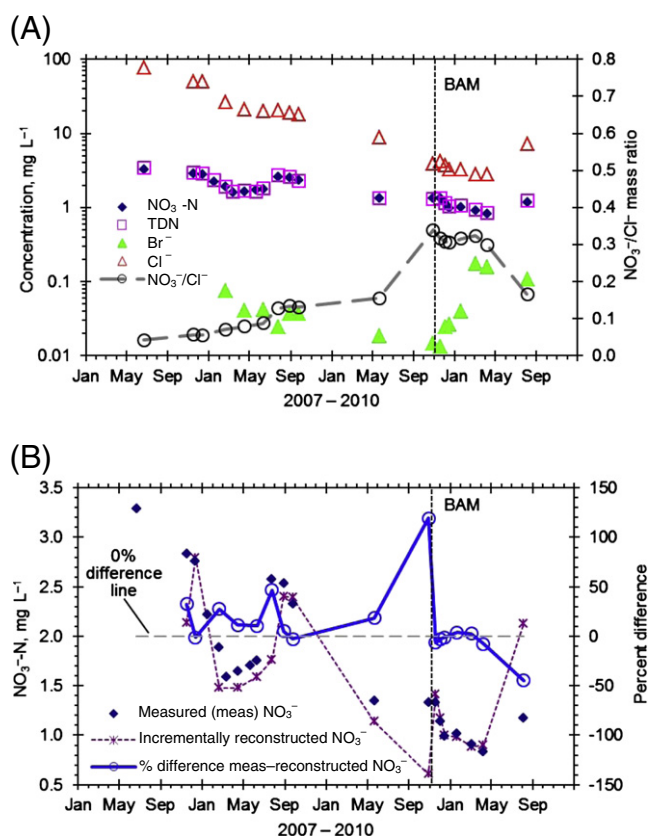 (A)
100
10
1
0.1
0.01
Concentration, mg L⁻¹
0.8
0.7
0.6
0.5
0.4
0.3
0.2
0.1
0.0
NO₃⁻/Cl⁻ mass ratio
BAM
NO₃⁻-N
TDN
Br⁻
Cl⁻
NO₃⁻/Cl⁻
Jan May Sep Jan May Sep Jan May Sep Jan May Sep
2007 – 2010
(B)
3.5
3.0
2.5
2.0
1.5
1.0
0.5
NO₃⁻-N, mg L⁻¹
150
100
50
0
-50
-100
-150
Percent difference
BAM
0%
difference
line
Measured (meas) NO₃⁻
Incrementally reconstructed NO₃⁻
% difference meas–reconstructed NO₃⁻
Jan May Sep Jan May Sep Jan May Sep Jan May Sep
2007 – 2010